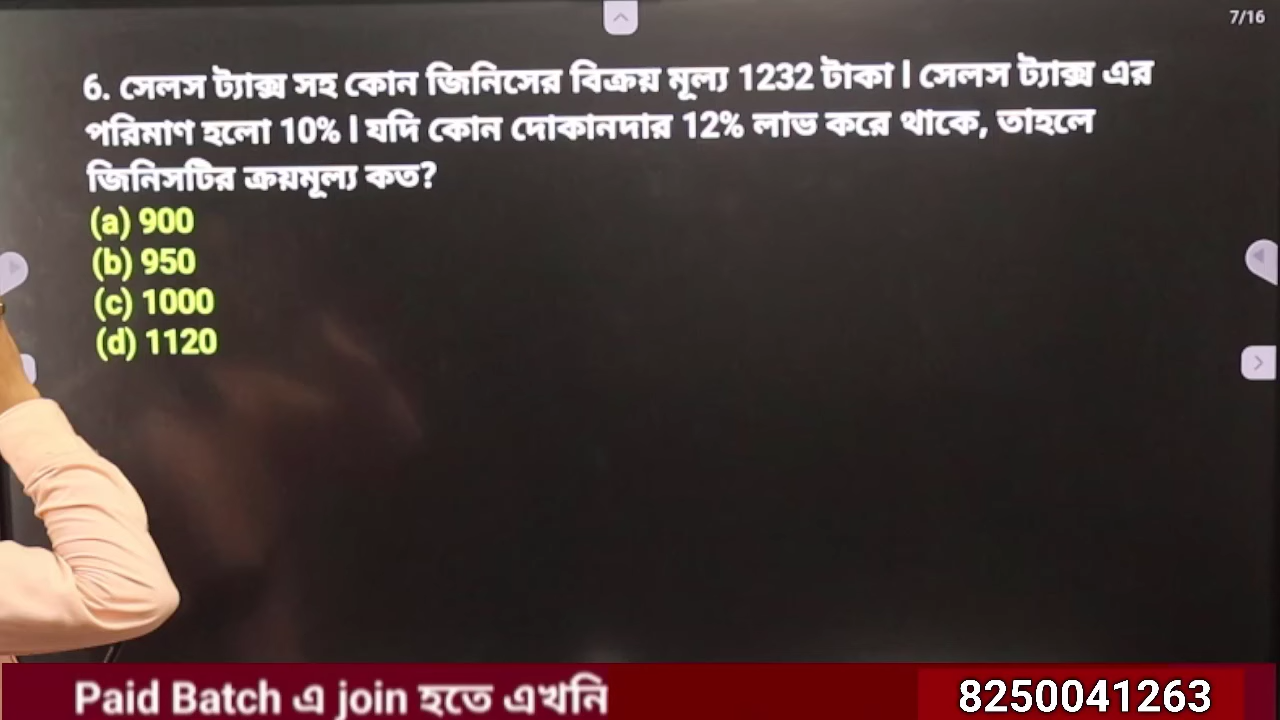 7/16
6. সেলস ট্যাক্স সহ কোন জিনিসের বিক্রয় মূল্য 1232 টাকা। সেলস ট্যাক্স এর
পরিমাণ হলো 10%। যদি কোন দোকানদার 12% লাভ করে থাকে, তাহলে
জিনিসটির ক্রয়মূল্য কত?
(a) 900
(b) 950
(c) 1000
(d) 1120
Paid Batch এ join হতে এখনি
8250041263